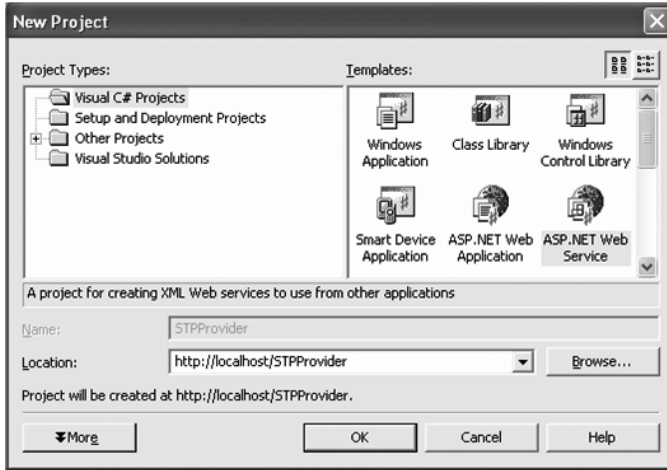 New Project
Project Types:
Templates:
Visual C# Projects
Setup and Deployment Projects
Other Projects
Visual Studio Solutions
Windows
Application
Class Library
Windows
Control Library
Smart Device
Application
ASP.NET Web
Application
ASP.NET Web
Service
A project for creating XML Web services to use from other applications
Name:
STPProvider
Location:
http://localhost/STPProvider
Browse...
Project will be created at http://localhost/STPProvider.
More
OK
Cancel
Help